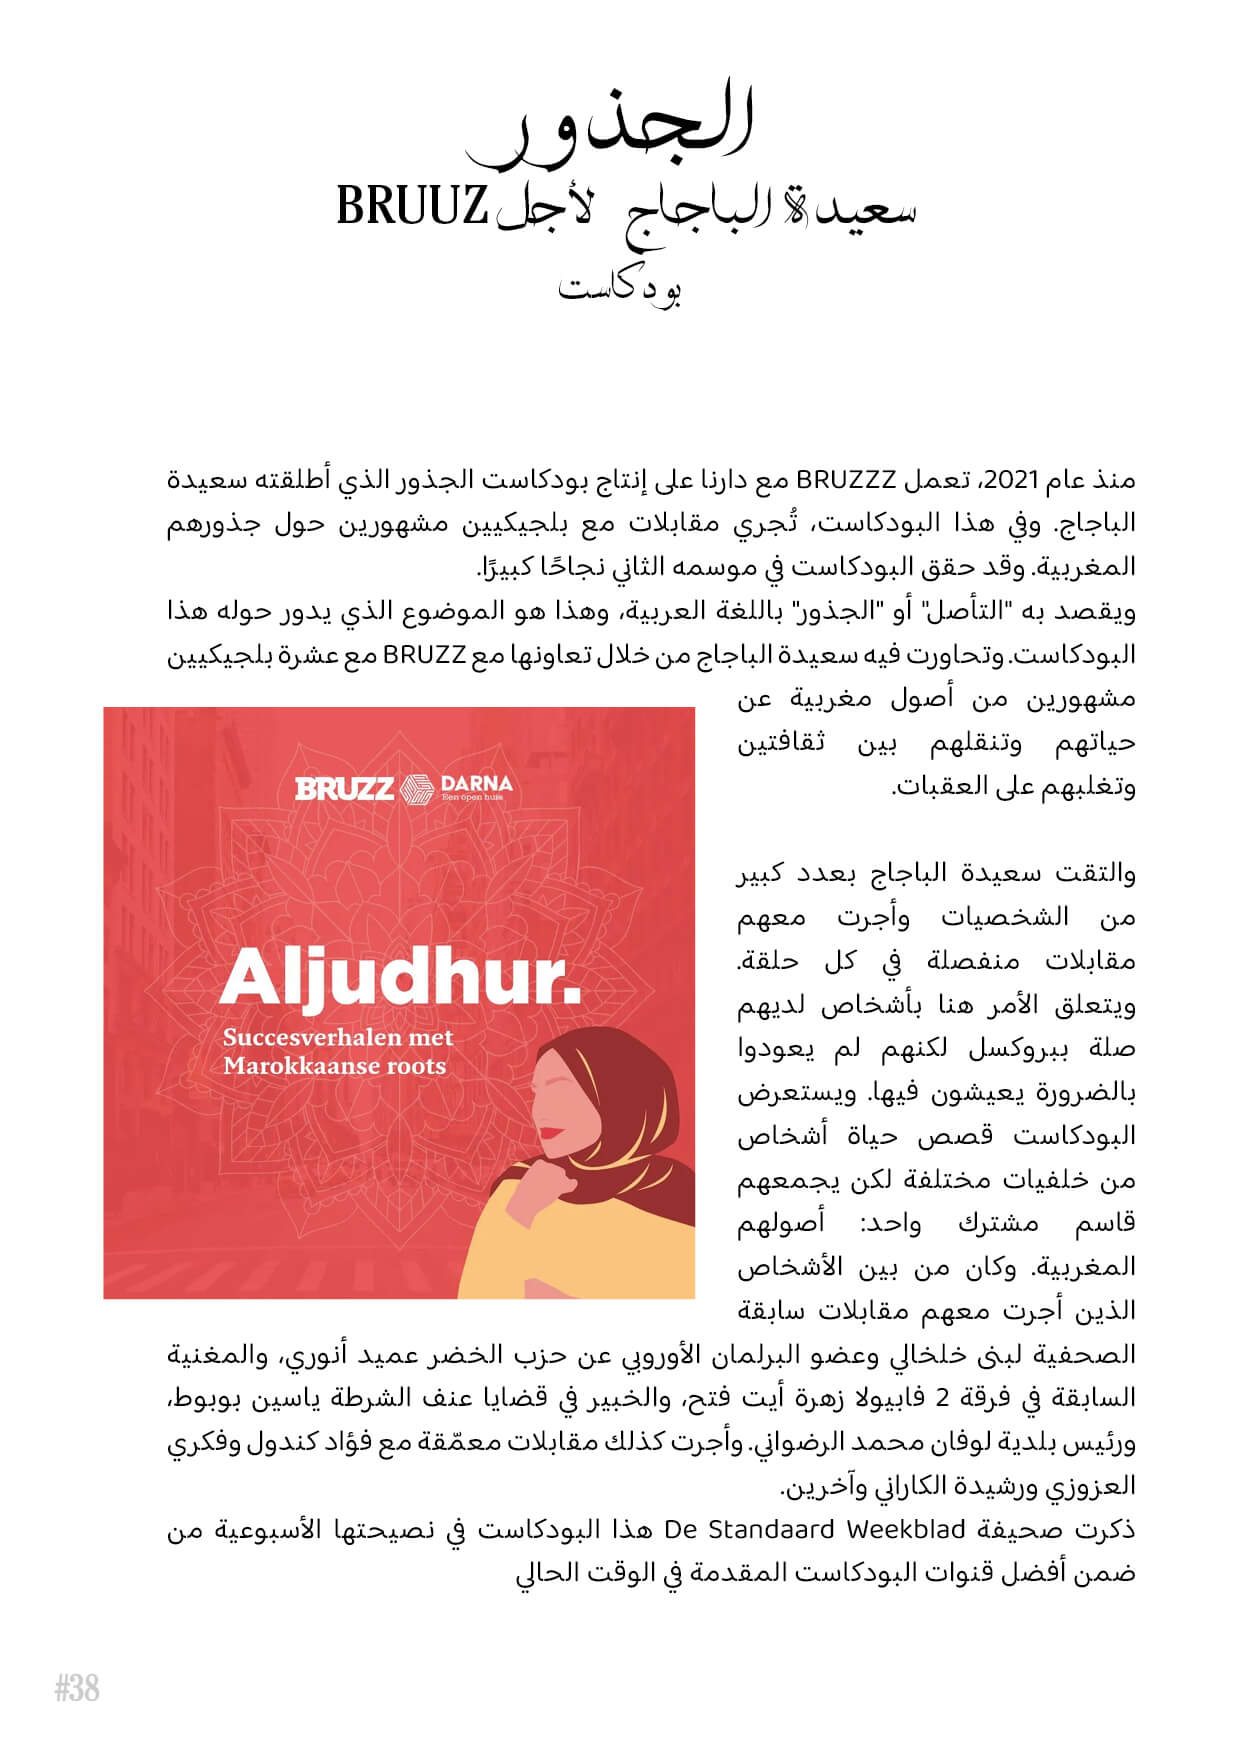 الجذور
سعيدة الباجاج لأجل BRUUZ
بودكاست
منذ عام 2021، تعمل BRUZZZ مع دارنا على إنتاج بودكاست الجذور الذي أطلقته سعيدة
الباجاج. وفي هذا البودكاست، تُجري مقابلات مع بلجيكيين مشهورين حول جذورهم
المغربية. وقد حقق البودكاست في موسمه الثاني نجاحًا كبيرًا.
ويقصد به "التأصل" أو "الجذور" باللغة العربية، وهذا هو الموضوع الذي يدور حوله هذا
البودكاست. وتحاورت فيه سعيدة الباجاج من خلال تعاونها مع BRUZZ مع عشرة بلجيكيين
مشهورين من أصول مغربية عن
حياتهم وتنقلهم بين ثقافتين
وتغلبهم على العقبات.
والتقت سعيدة الباجاج بعدد كبير
من الشخصيات وأجرت معهم
مقابلات منفصلة في كل حلقة.
ويتعلق الأمر هنا بأشخاص لديهم
صلة ببروكسل لكنهم لم يعودوا
بالضرورة يعيشون فيها. ويستعرض
البودكاست قصص حياة أشخاص
من خلفيات مختلفة لكن يجمعهم
قاسم مشترك واحد: أصولهم
المغربية. وكان من بين الأشخاص
الذين أجرت معهم مقابلات سابقة
الصحفية لبنى خلخالي وعضو البرلمان الأوروبي عن حزب الخضر عميد أنوري، والمغنية
السابقة في فرقة 2 فابيولا زهرة أيت فتح، والخبير في قضايا عنف الشرطة ياسين بوبوط،
ورئيس بلدية لوفان محمد الرضواني. وأجرت كذلك مقابلات معمّقة مع فؤاد كندول وفكري
العزوزي ورشيدة الكاراني وآخرين.
ذكرت صحيفة De Standaard Weekblad هذا البودكاست في نصيحتها الأسبوعية من
ضمن أفضل قنوات البودكاست المقدمة في الوقت الحالي
BRUZZ DARNA
Een open huis
Aljudhur.
Succesverhalen met
Marokkaanse roots
#38